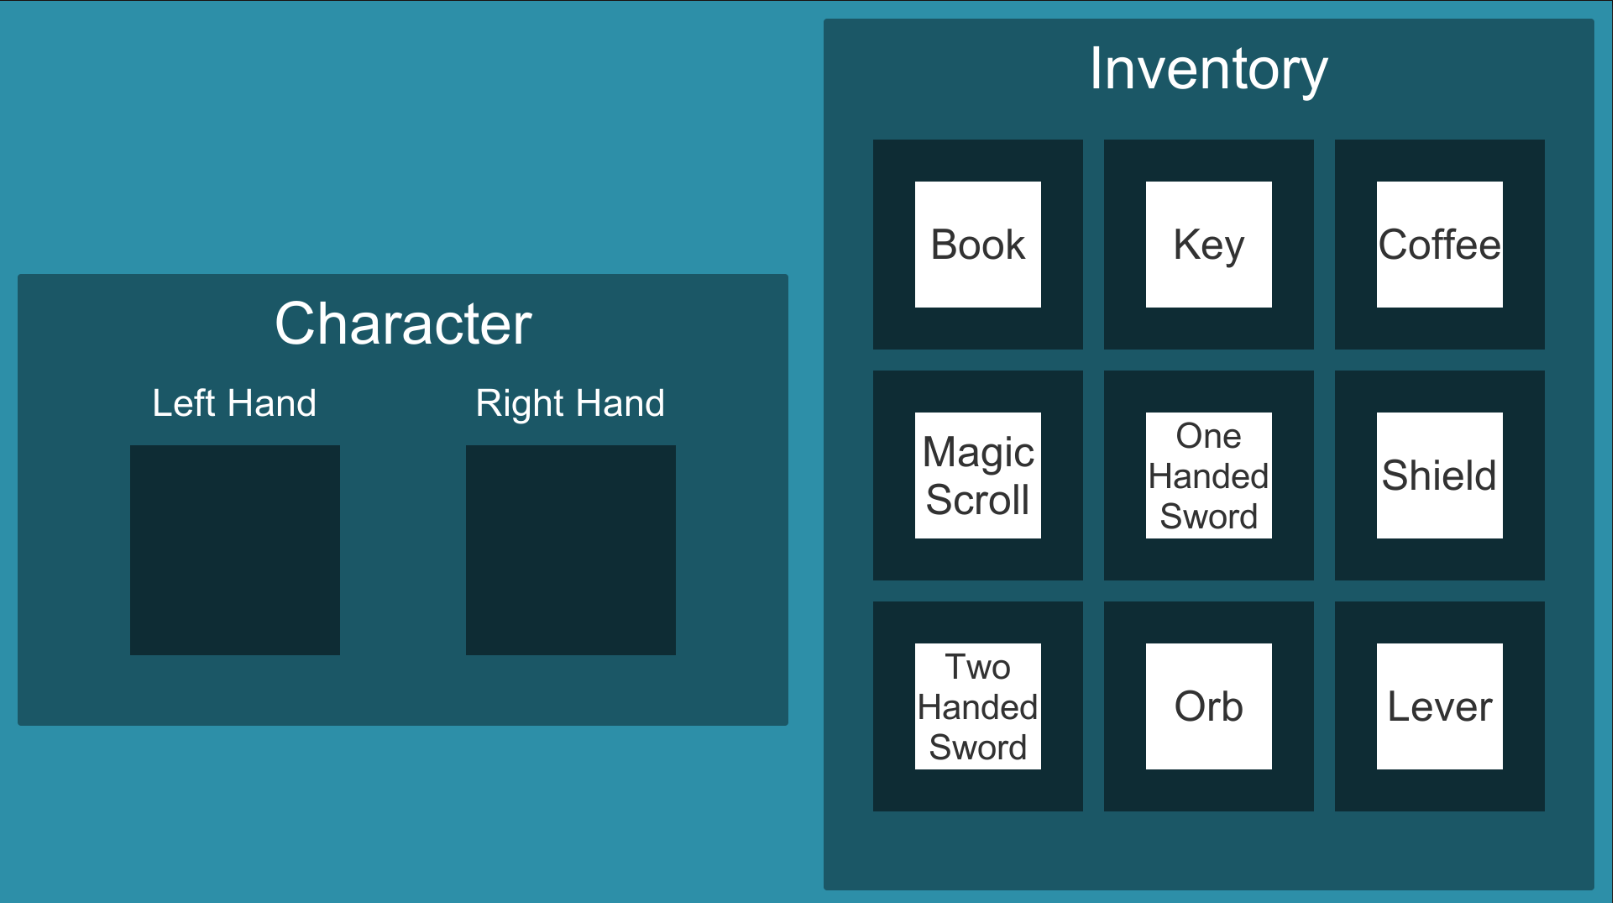 Character
Left Hand
Right Hand
Inventory
Book
Key
Coffee
Magic
Scroll
One
Handed
Sword
Shield
Two
Handed
Sword
Orb
Lever